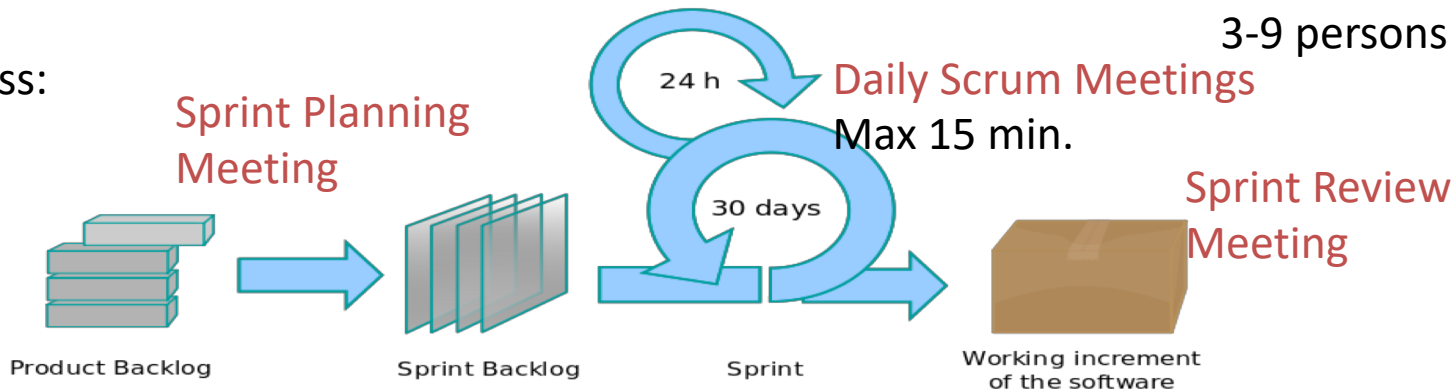 3-9 persons
ss:
24 h
Daily Scrum Meetings
Max 15 min.
Sprint Planning
Meeting
30 days
Sprint Review
Meeting
Product Backlog
Sprint Backlog
Sprint
Working increment
of the software